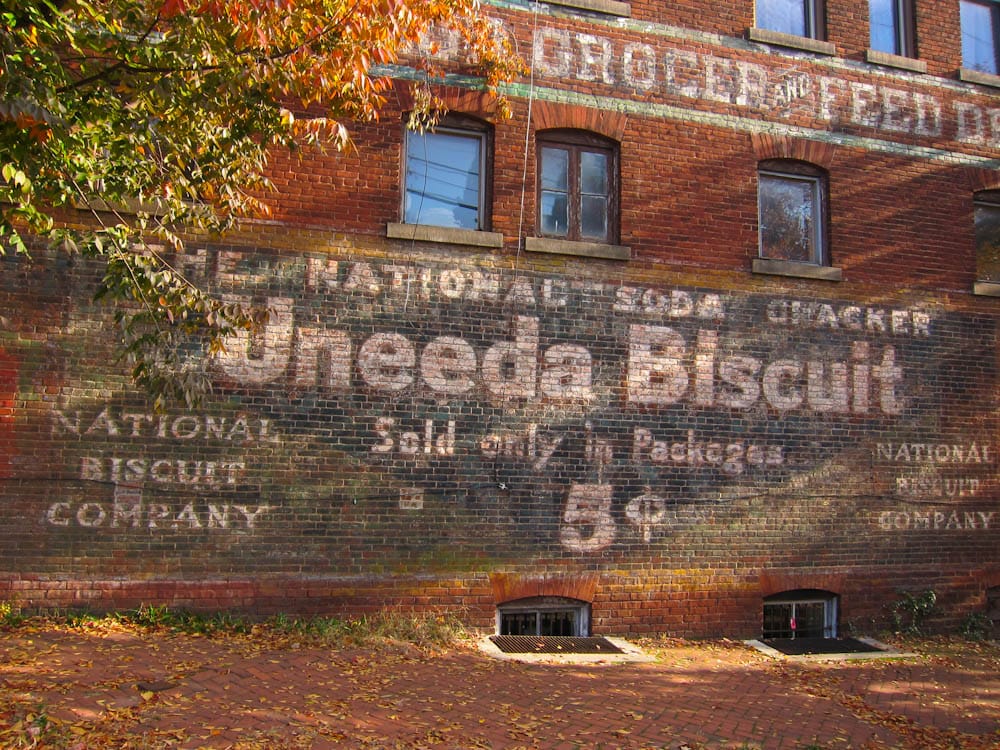 GROCER AND FEED
THE NATIONAL SODA CRACKER
Uneeda Biscuit
Sold only in Packages
5¢
NATIONAL
BISCUIT
COMPANY
NATIONAL
BISCUIT
COMPANY